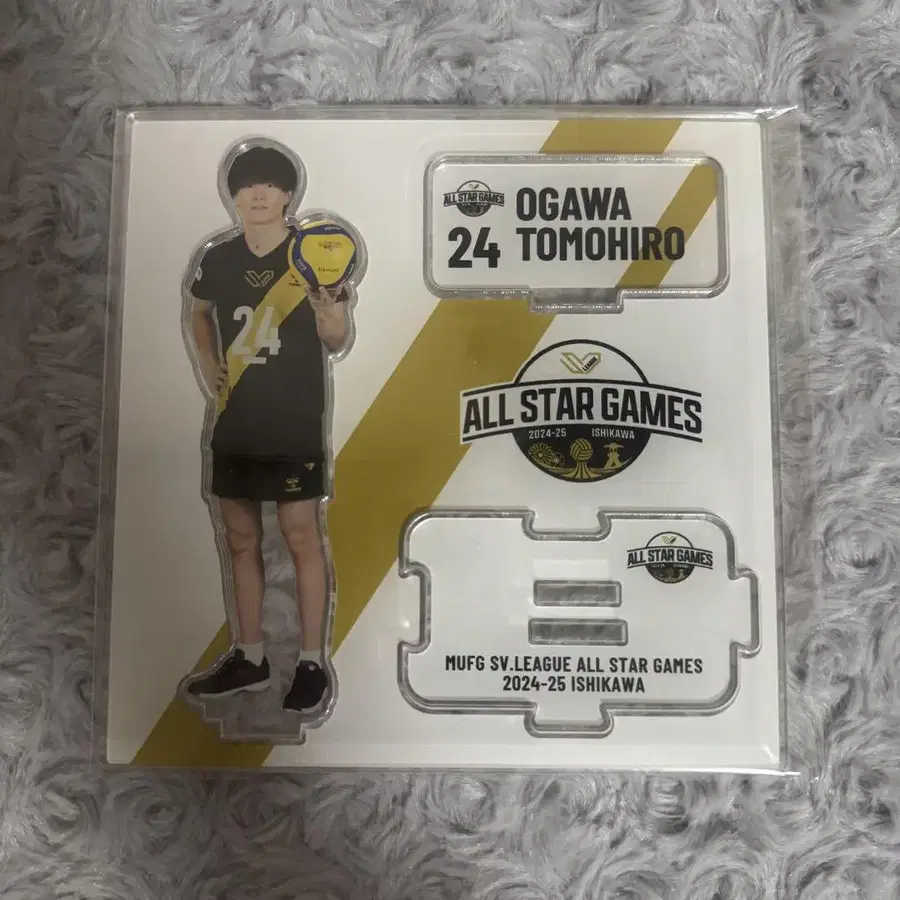 ALL STAR GAMES
24
OGAWA
TOMOHIRO
24
LEAGUE
ALL STAR GAMES
2024-25 ISHIKAWA
ALL STAR GAMES
MUFG SV.LEAGUE ALL STAR GAMES
2024-25 ISHIKAWA